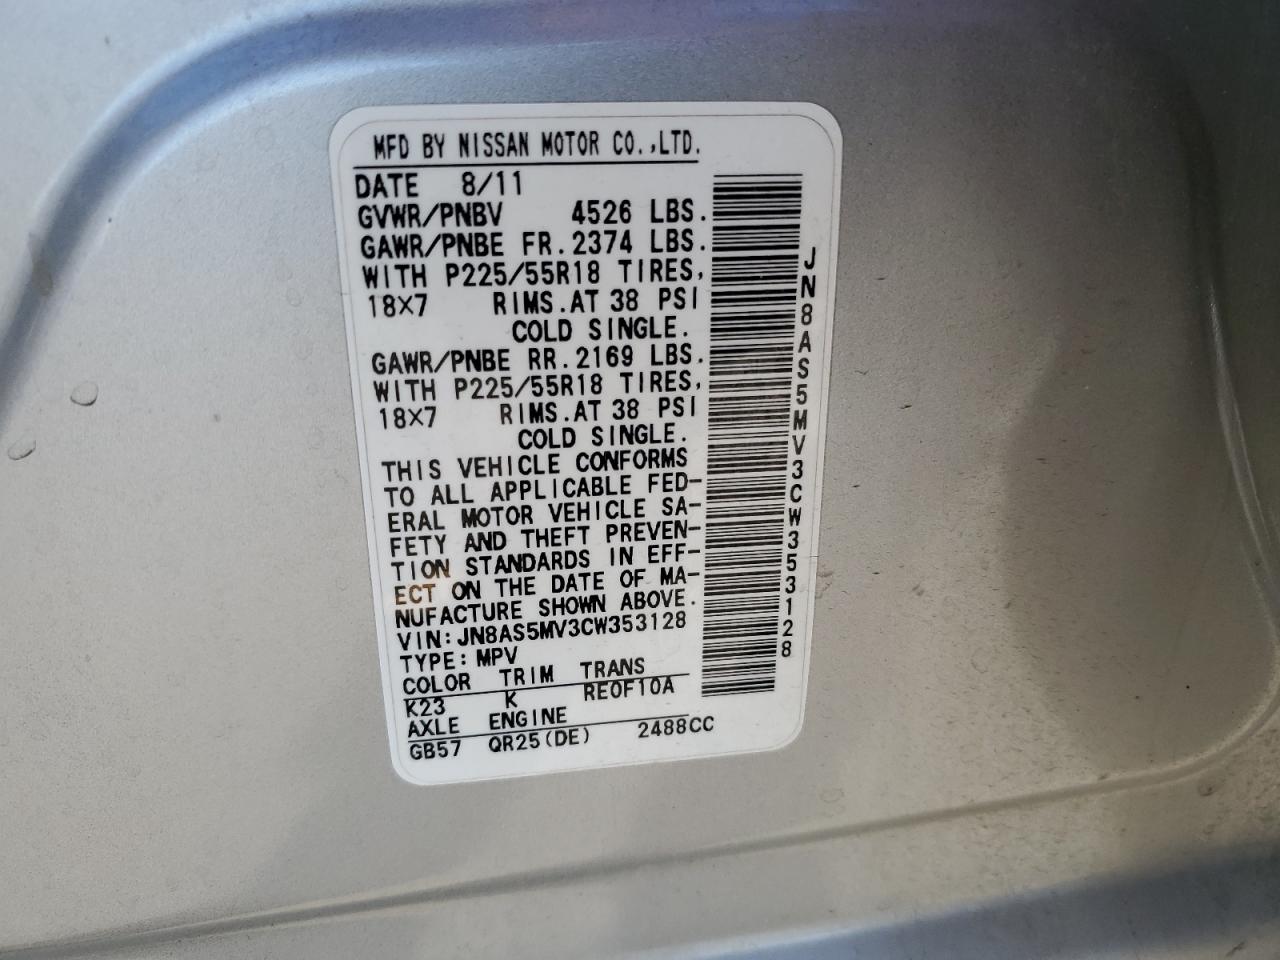 MFD BY NISSAN MOTOR CO.,LTD.
DATE 8/11
GVWR/PNBV 4526 LBS.
GAWR/PNBE FR.2374 LBS.
WITH P225/55R18 TIRES,
18X7 RIMS.AT 38 PSI
COLD SINGLE.
GAWR/PNBE RR.2169 LBS.
WITH P225/55R18 TIRES,
18X7 RIMS.AT 38 PSI
COLD SINGLE.
THIS VEHICLE CONFORMS
TO ALL APPLICABLE FED-
ERAL MOTOR VEHICLE SA-
FETY AND THEFT PREVEN-
TION STANDARDS IN EFF-
ECT ON THE DATE OF MA-
NUFACTURE SHOWN ABOVE.
VIN:JN8AS5MV3CW353128
TYPE:MPV
COLOR TRIM TRANS
K23 K RE0F10A
AXLE ENGINE
GB57 QR25(DE) 2488CC
JN8AS5MV3CW353128